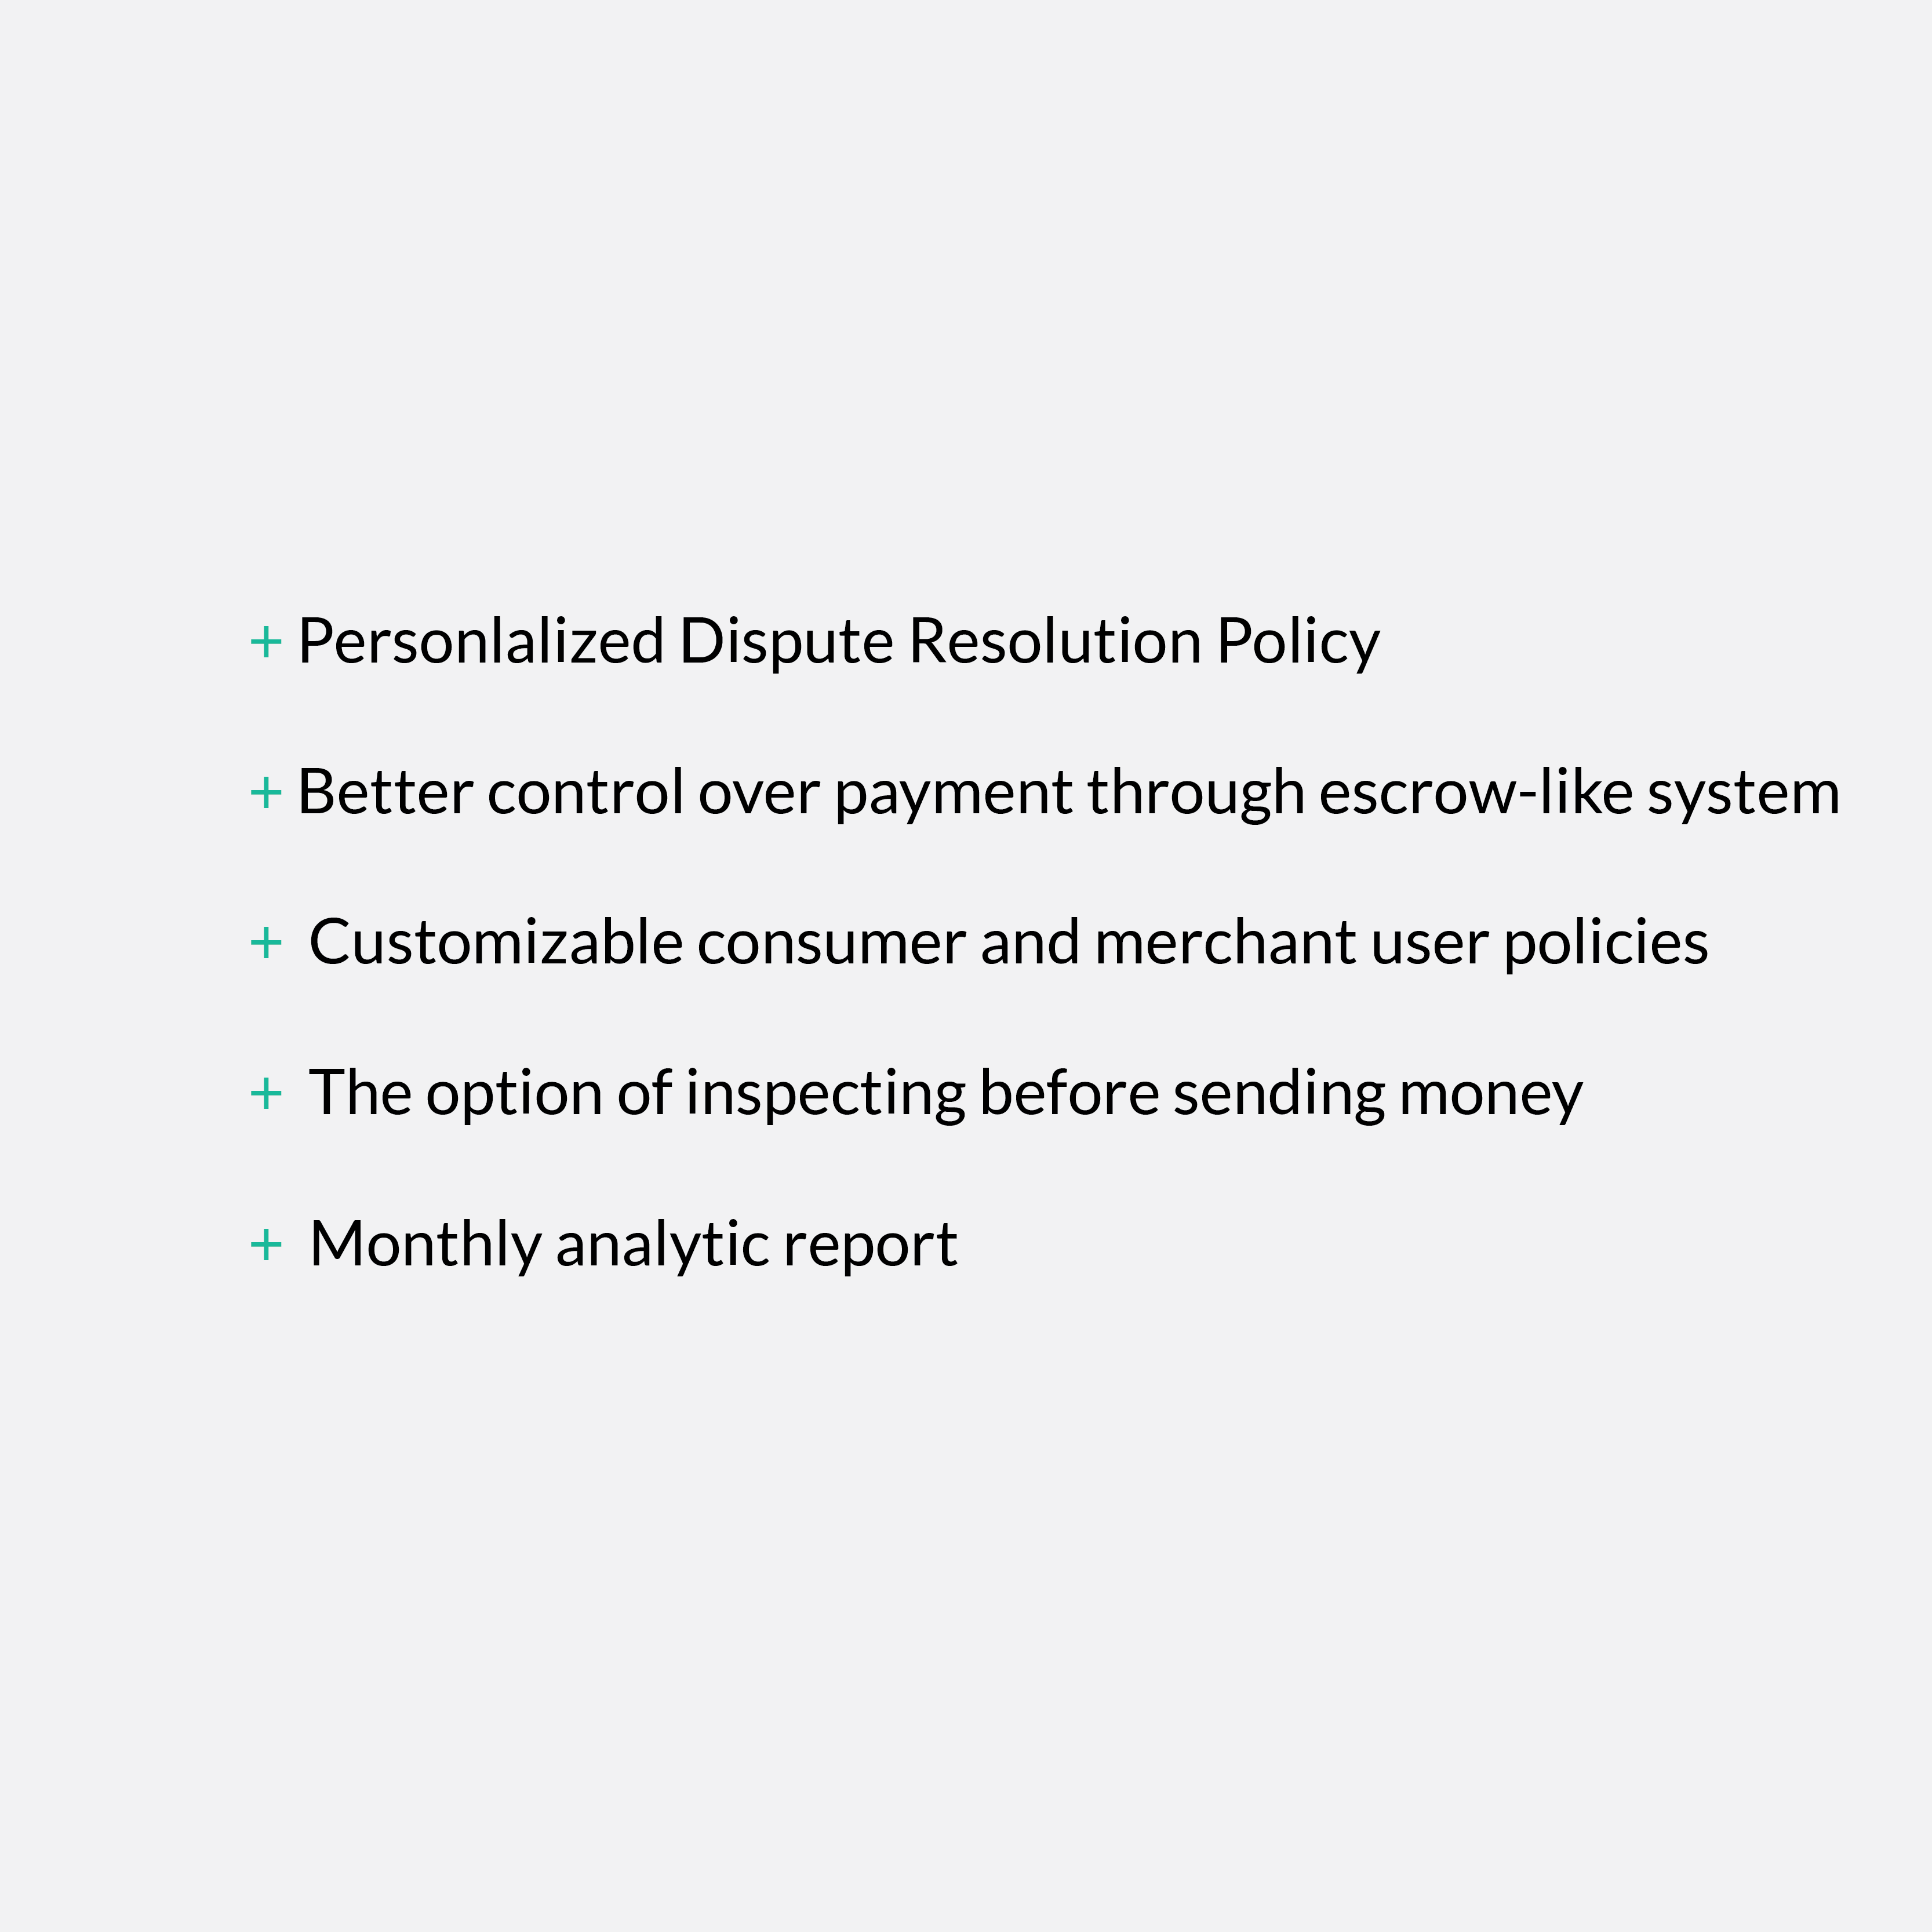 + Personlalized Dispute Resolution Policy
+ Better control over payment through escrow-like system
+ Customizable consumer and merchant user policies
+ The option of inspecting before sending money
+ Monthly analytic report